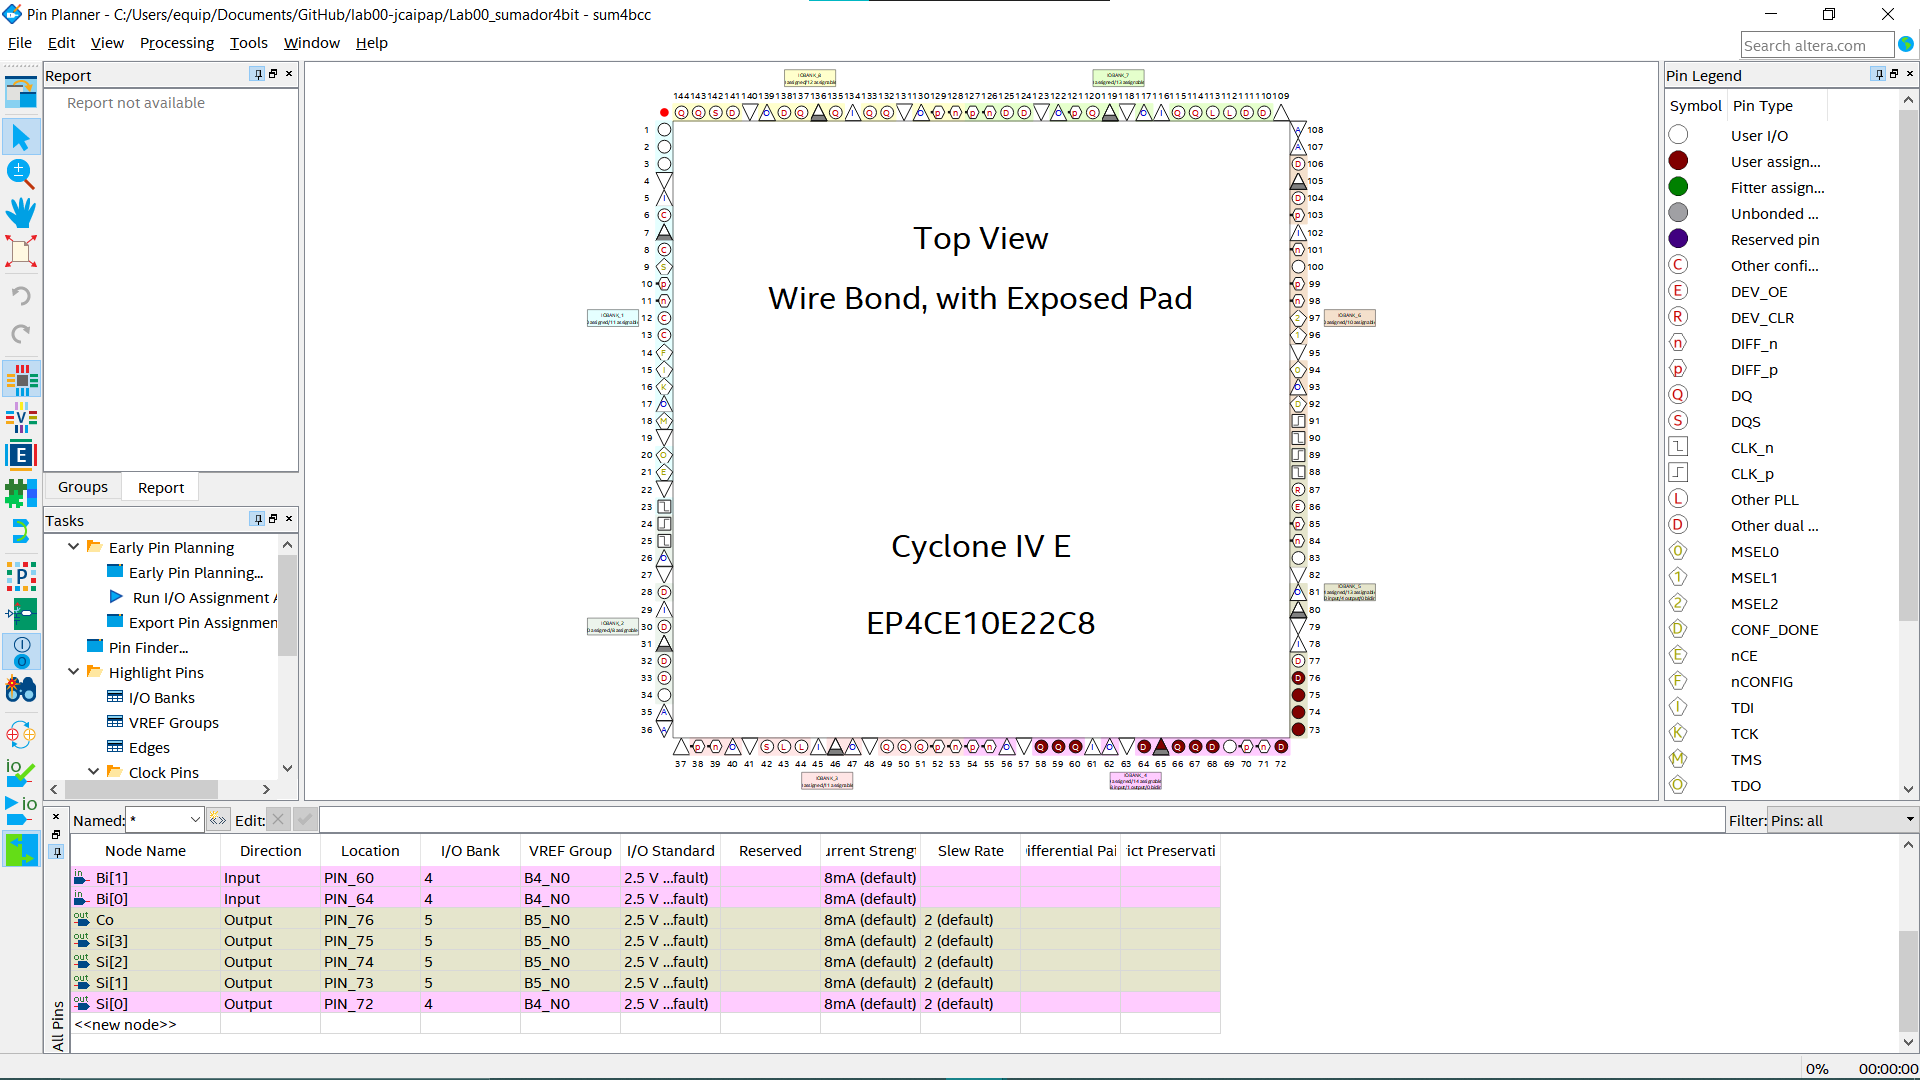 Pin Planner - C:/Users/equip/Documents/GitHub/lab00-jcaipap/Lab00_sumador4bit - sum4bcc
File Edit View Processing Tools Window Help
Search altera.com
Report
Report not available
Groups Report
Tasks
Early Pin Planning
Early Pin Planning...
Run I/O Assignment
Export Pin Assignmen
Pin Finder...
Highlight Pins
I/O Banks
VREF Groups
Edges
Clock Pins
IOBANK_8
IOBANK_7
IOBANK_1
IOBANK_6
IOBANK_2
IOBANK_5
IOBANK_3
IOBANK_4
144 143 142 141 140 139 138 137 136 135 134 133 132 131 130 129 128 127 126 125 124 123 122 121 120 119 118 117 116 115 114 113 112 111 110 109
1
2
3
4
5
6
7
8
9
10
11
12
13
14
15
16
17
18
19
20
21
22
23
24
25
26
27
28
29
30
31
32
33
34
35
36
Top View
Wire Bond, with Exposed Pad
Cyclone IV E
EP4CE10E22C8
108
107
106
105
104
103
102
101
100
99
98
97
96
95
94
93
92
91
90
89
88
87
86
85
84
83
82
81
80
79
78
77
76
75
74
73
37 38 39 40 41 42 43 44 45 46 47 48 49 50 51 52 53 54 55 56 57 58 59 60 61 62 63 64 65 66 67 68 69 70 71 72
Pin Legend
Symbol Pin Type
User I/O
User assign...
Fitter assign...
Unbonded ...
Reserved pin
C Other confi...
E DEV_OE
R DEV_CLR
n DIFF_n
p DIFF_p
Q DQ
S DQS
CLK_n
CLK_p
L Other PLL
D Other dual ...
0 MSEL0
1 MSEL1
2 MSEL2
D CONF_DONE
E nCE
F nCONFIG
I TDI
K TCK
M TMS
O TDO
Named: * Edit: Filter: Pins: all
Node Name Direction Location I/O Bank VREF Group I/O Standard Reserved urrent Streng Slew Rate ifferential Pai ict Preservati
in Bi[1] Input PIN_60 4 B4_N0 2.5 V ...fault) 8mA (default)
in Bi[0] Input PIN_64 4 B4_N0 2.5 V ...fault) 8mA (default)
out Co Output PIN_76 5 B5_N0 2.5 V ...fault) 8mA (default) 2 (default)
out Si[3] Output PIN_75 5 B5_N0 2.5 V ...fault) 8mA (default) 2 (default)
out Si[2] Output PIN_74 5 B5_N0 2.5 V ...fault) 8mA (default) 2 (default)
out Si[1] Output PIN_73 5 B5_N0 2.5 V ...fault) 8mA (default) 2 (default)
out Si[0] Output PIN_72 4 B4_N0 2.5 V ...fault) 8mA (default) 2 (default)
<<new node>>
All Pins
0% 00:00:00